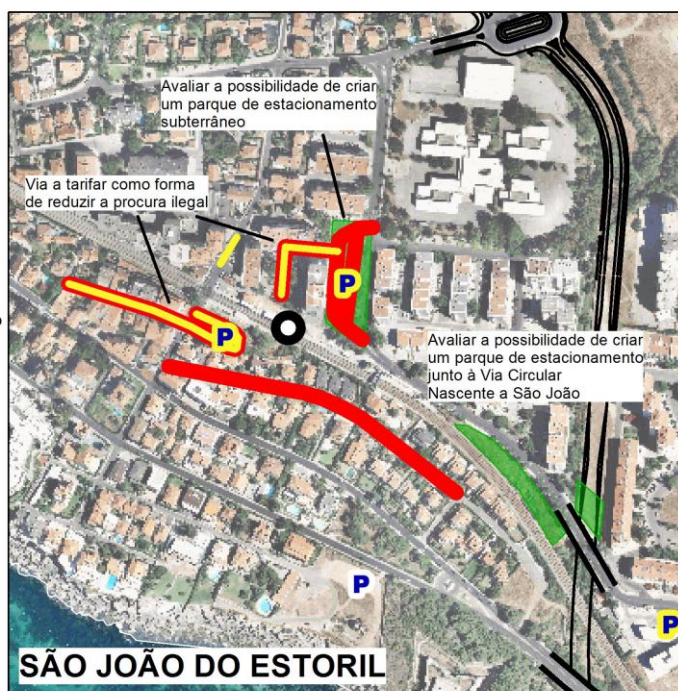 Avaliar a possibilidade de criar
um parque de estacionamento
subterrâneo
Via a tarifar como forma
de reduzir a procura ilegal
P
P
Avaliar a possibilidade de criar
um parque de estacionamento
junto à Via Circular
Nascente a São João
P
P
SÃO JOÃO DO ESTORIL